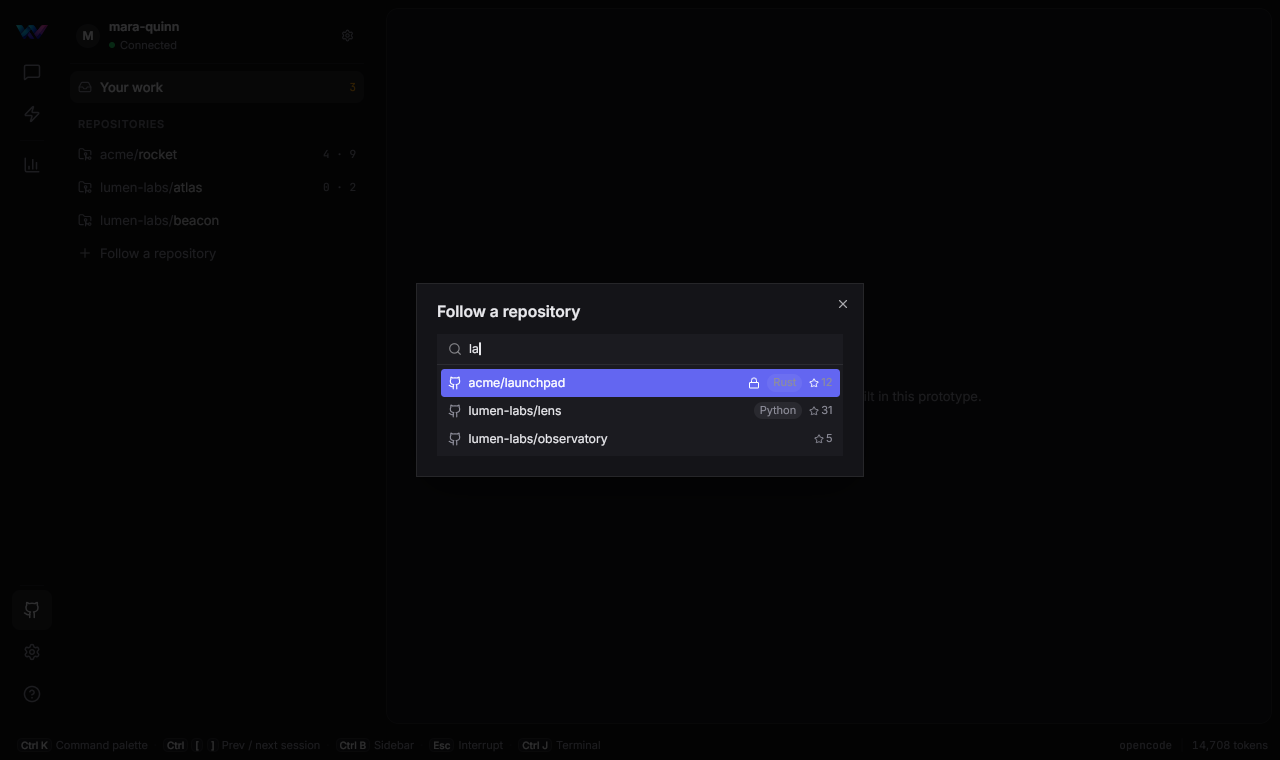 M
mara-quinn
Connected
Your work 3
REPOSITORIES
acme/rocket 4 · 9
lumen-labs/atlas 0 · 2
lumen-labs/beacon
Follow a repository
Follow a repository
la
acme/launchpad Rust 12
lumen-labs/lens Python 31
lumen-labs/observatory 5
in this prototype.
Ctrl K Command palette Ctrl [ ] Prev / next session Ctrl B Sidebar Esc Interrupt Ctrl J Terminal opencode 14,708 tokens